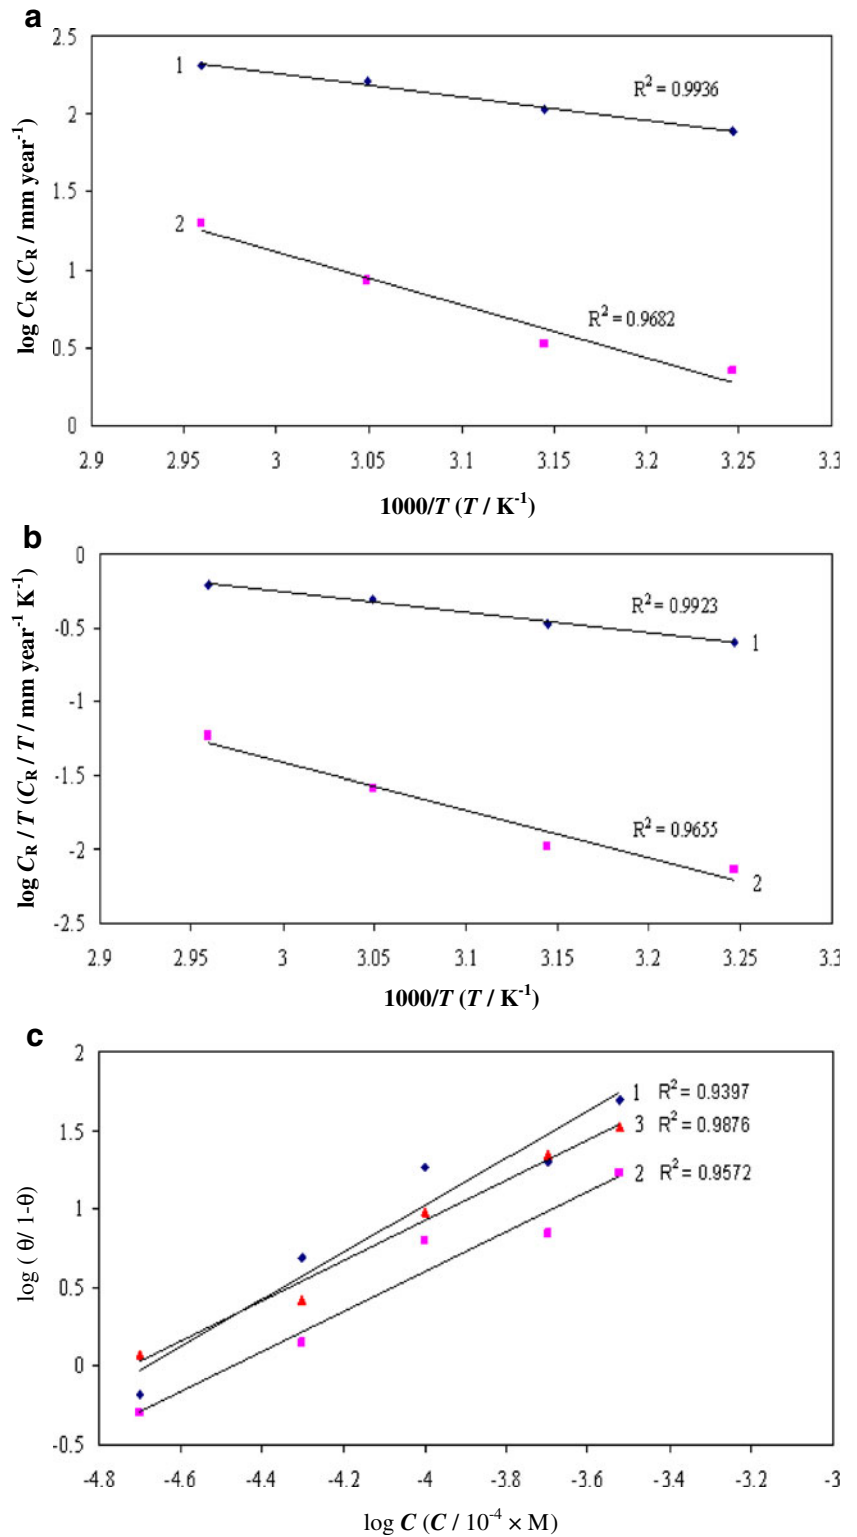 a
2.5
2
1.5
1
0.5
0
1
2
R² = 0.9936
R² = 0.9682
log C_R (C_R / mm year⁻¹)
2.9 2.95 3 3.05 3.1 3.15 3.2 3.25 3.3
1000/T (T / K⁻¹)
b
0
-0.5
-1
-1.5
-2
-2.5
R² = 0.9923
1
R² = 0.9655
2
log C_R / T (C_R / T / mm year⁻¹ K⁻¹)
2.9 2.95 3 3.05 3.1 3.15 3.2 3.25 3.3
1000/T (T / K⁻¹)
c
2
1.5
1
0.5
0
-0.5
1 R² = 0.9397
3 R² = 0.9876
2 R² = 0.9572
log ( θ/ 1-θ)
-4.8 -4.6 -4.4 -4.2 -4 -3.8 -3.6 -3.4 -3.2 -3
log C (C / 10⁻⁴ × M)